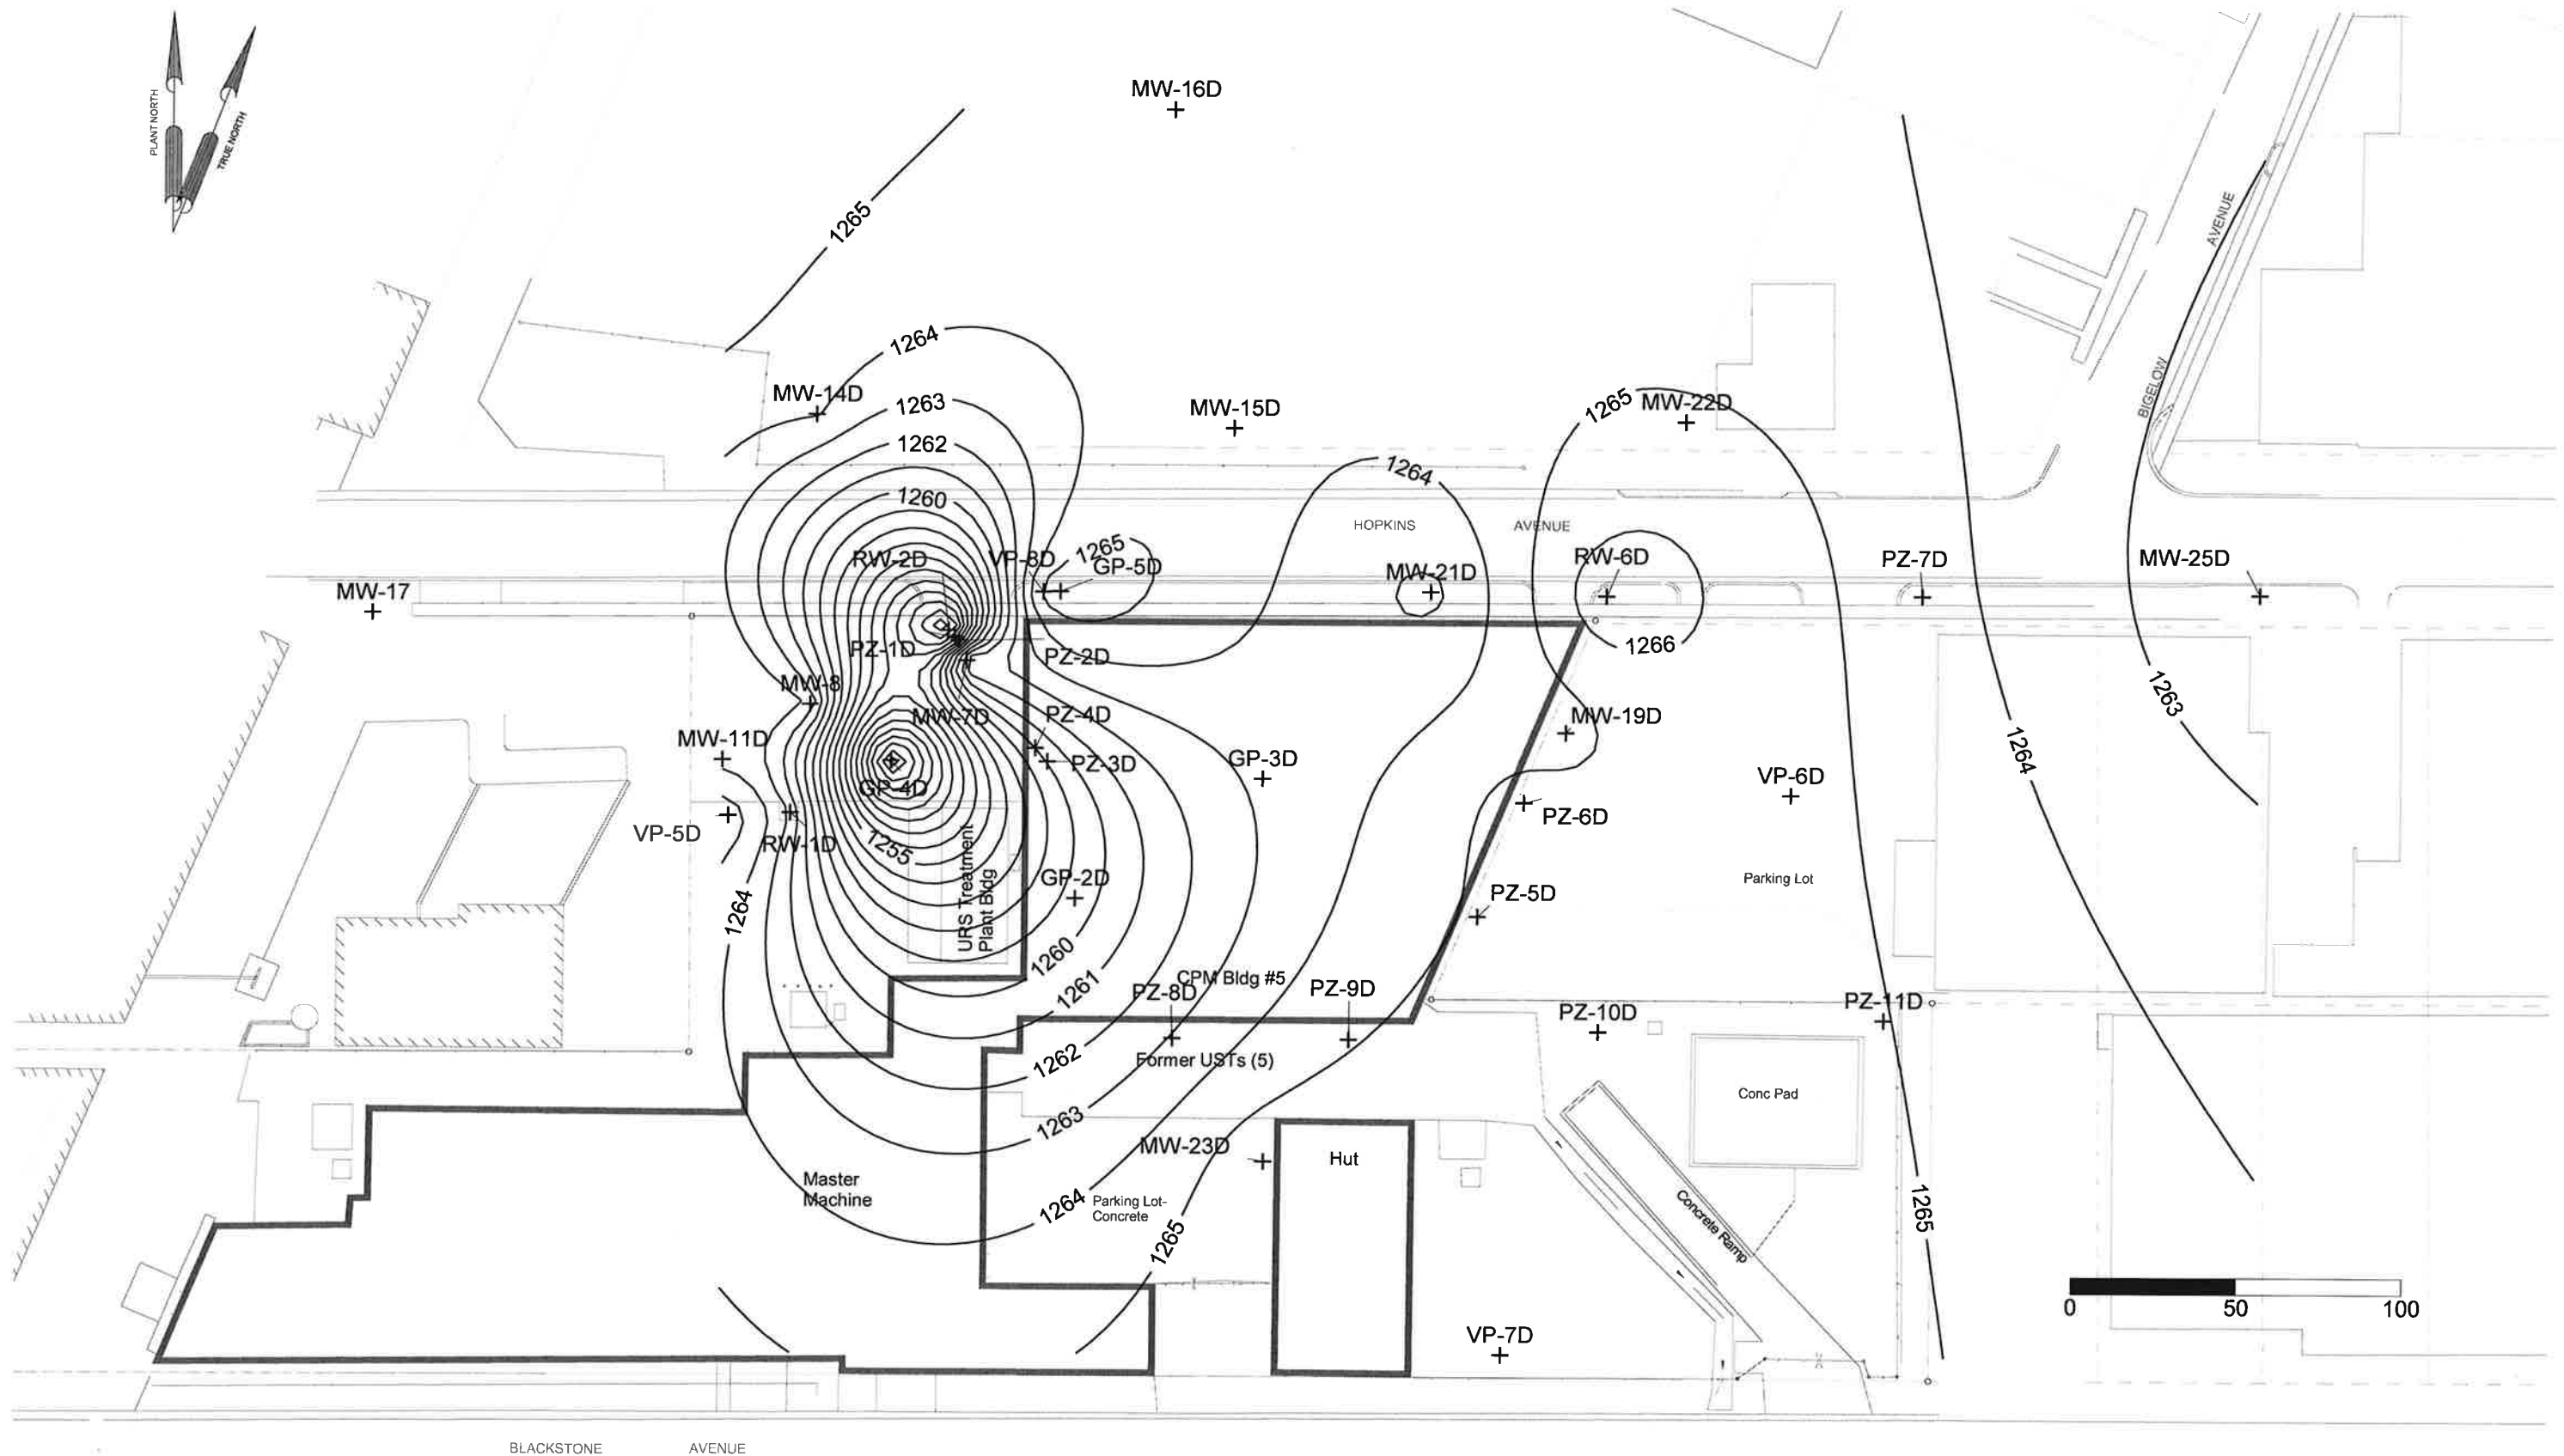 MW-16D
PLANT NORTH
TRUE NORTH
1265
AVENUE
1264
MW-14D
1263
MW-15D
1265
MW-22D
BIGELOW
1262
1264
1260
HOPKINS
AVENUE
RW-2D
VP-8D
1265
GP-5D
MW-21D
RW-6D
PZ-7D
MW-25D
MW-17
PZ-1D
PZ-2D
1266
MW-8
1263
MW-7D
PZ-4D
MW-19D
MW-11D
PZ-3D
GP-3D
1264
GP-4D
VP-6D
VP-5D
RW-1D
1255
PZ-6D
GP-2D
Parking Lot
PZ-5D
1264
URS Treatment
Plant Bldg
1260
CPM Bldg #5
1261
PZ-8D
PZ-9D
PZ-10D
PZ-11D
1262
Former USTs (5)
Conc Pad
1263
MW-23D
Hut
Master
Machine
1264
Parking Lot-
Concrete
Concrete Ramp
1265
1265
0
50
100
VP-7D
BLACKSTONE
AVENUE